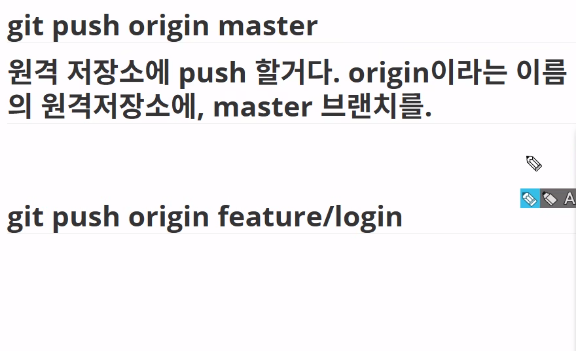 git push origin master
원격 저장소에 push 할거다. origin이라는 이름
의 원격저장소에, master 브랜치를.
git push origin feature/login
A